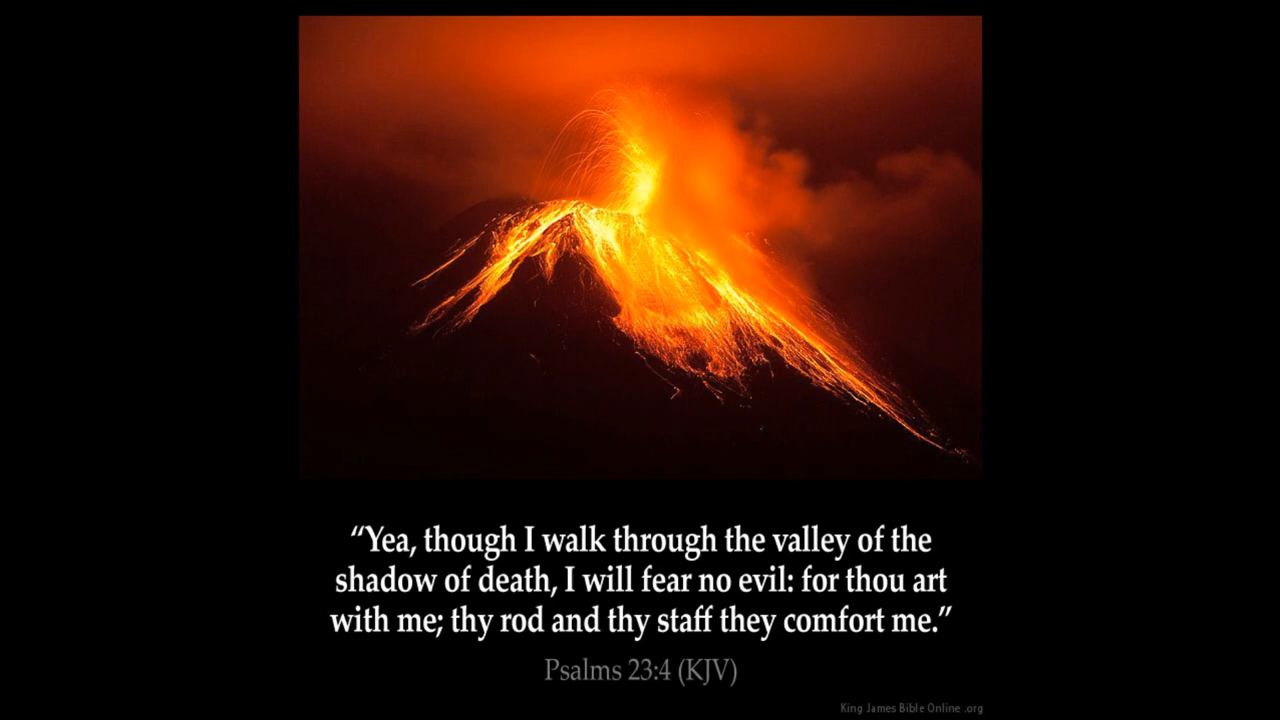 “Yea, though I walk through the valley of the
shadow of death, I will fear no evil: for thou art
with me; thy rod and thy staff they comfort me.”
Psalms 23:4 (KJV)
King James Bible Online .org